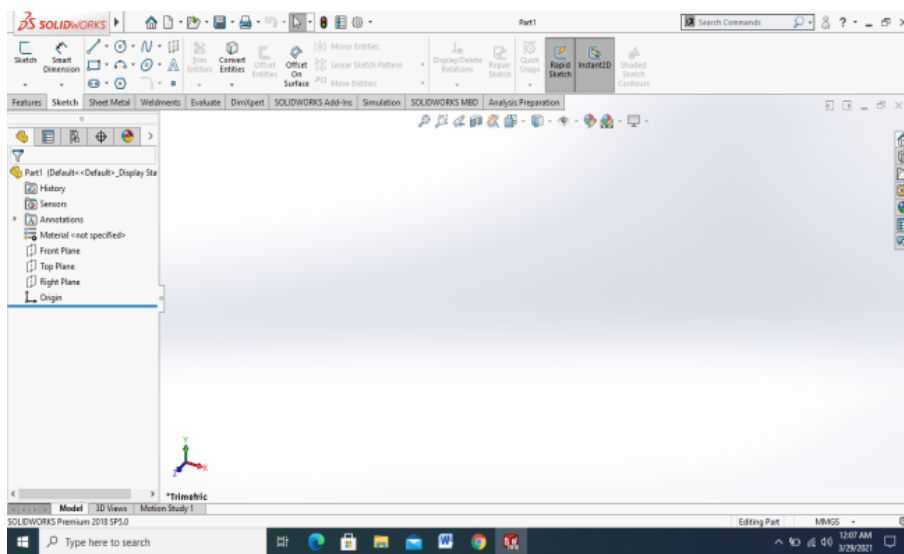 SOLIDWORKS
Part1
Search Commands
Sketch
Smart Dimension
Trim Entities
Convert Entities
Offset Entities
Offset On Surface
Mirror Entities
Linear Sketch Pattern
Move Entities
Display/Delete Relations
Repair Sketch
Quick Snaps
Rapid Sketch
Instant2D
Shaded Sketch Contours
Features Sketch Sheet Metal Weldments Evaluate DimXpert SOLIDWORKS Add-Ins Simulation SOLIDWORKS MBD Analysis Preparation
Part1 (Default<<Default>_Display Sta
History
Sensors
Annotations
Material <not specified>
Front Plane
Top Plane
Right Plane
Origin
Y
X
Z
*Trimetric
Model 3D Views Motion Study 1
SOLIDWORKS Premium 2018 SP5.0
Editing Part MMGS
Type here to search
12:07 AM
3/29/2021